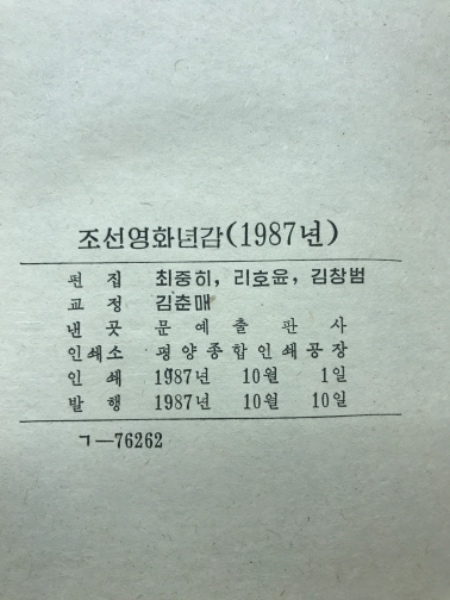 조선영화년감(1987년)
편 집 최중히, 리호윤, 김창범
교 정 김춘매
낸 곳 문 예 출 판 사
인쇄소 평양종합인쇄공장
인 쇄 1987년 10월 1일
발 행 1987년 10월 10일
ㄱ—76262